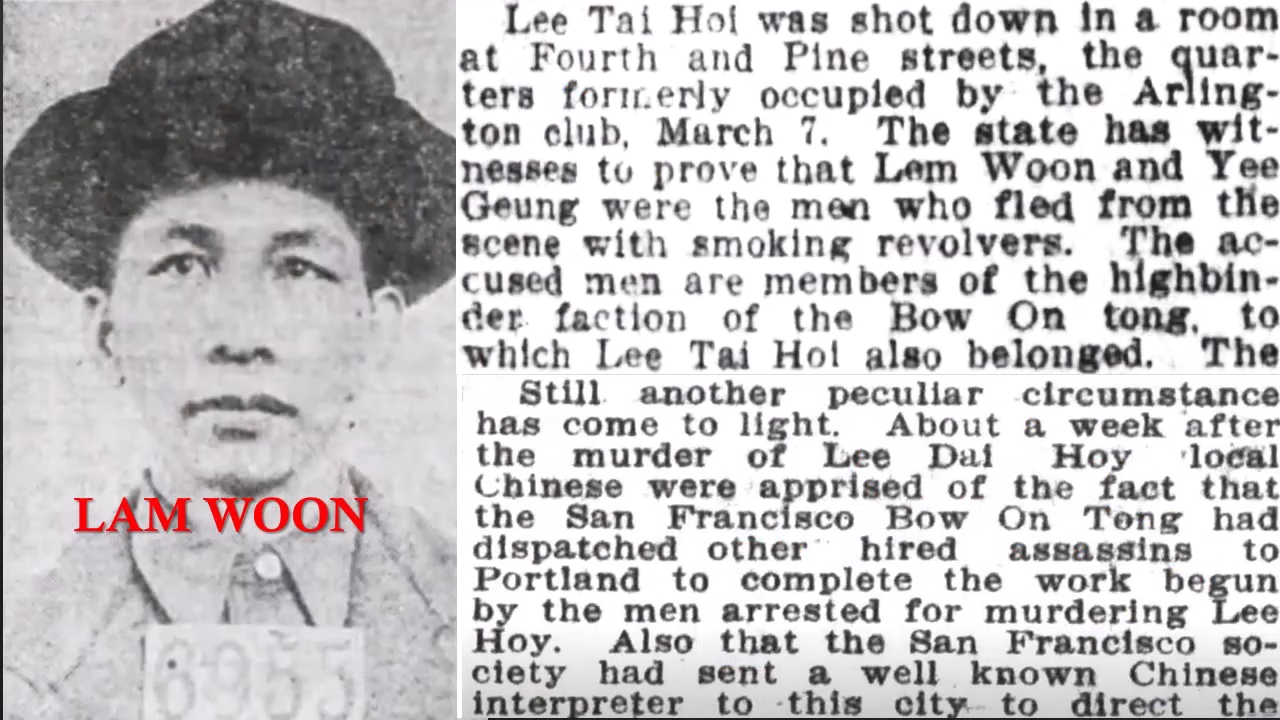 LAM WOON
6955
Lee Tai Hoi was shot down in a room
at Fourth and Pine streets, the quar-
ters formerly occupied by the Arling-
ton club, March 7. The state has wit-
nesses to prove that Lem Woon and Yee
Geung were the men who fled from the
scene with smoking revolvers. The ac-
cused men are members of the highbin-
der faction of the Bow On tong, to
which Lee Tai Hoi also belonged. The
Still another peculiar circumstance
has come to light. About a week after
the murder of Lee Dai Hoy local
Chinese were apprised of the fact that
the San Francisco Bow On Tong had
dispatched other hired assassins to
Portland to complete the work begun
by the men arrested for murdering Lee
Hoy. Also that the San Francisco so-
ciety had sent a well known Chinese
interpreter to this city to direct the